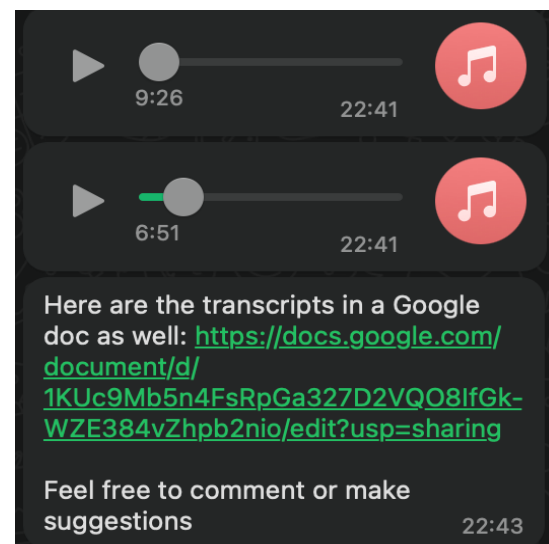 9:26
22:41
6:51
22:41
Here are the transcripts in a Google
doc as well: https://docs.google.com/
document/d/
1KUc9Mb5n4FsRpGa327D2VQO8IfGk-
WZE384vZhpb2nio/edit?usp=sharing
Feel free to comment or make
suggestions
22:43